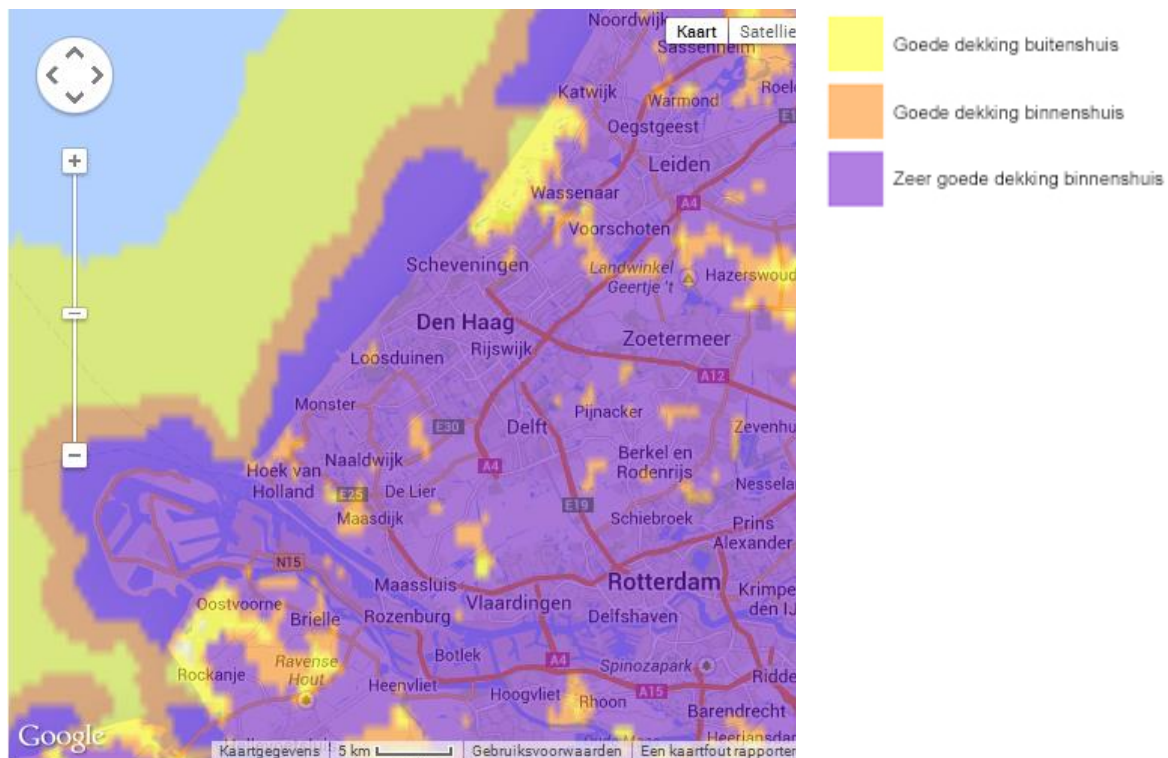 Noordwijk
Kaart
Satellie
Sassenheim
Goede dekking buitenshuis
Katwijk
Warmond
Roel
Goede dekking binnenshuis
Oegstgeest
E1
Leiden
Zeer goede dekking binnenshuis
Wassenaar
A4
Voorschoten
Scheveningen
Landwinkel
Geertje 't
Hazerswoud
Den Haag
Rijswijk
Zoetermeer
Loosduinen
A12
Monster
Pijnacker
E30
Delft
Zevenhu
Naaldwijk
Berkel en
Rodenrijs
A4
Hoek van
Holland
E25
De Lier
Nesselan
E19
Maasdijk
Schiebroek
Prins
Alexander
N15
Maassluis
Rotterdam
Krimpe
den IJ
Oostvoorne
Vlaardingen
Brielle
Rozenburg
Delfshaven
Botlek
A4
Spinozapark
Ravense
Hout
Rockanje
Heenvliet
Hoogvliet
A15
Ridde
Rhoon
Barendrecht
Google
Oude Maas
Heerjansdam
Kaartgegevens
5 km
Gebruiksvoorwaarden
Een kaartfout rapporter